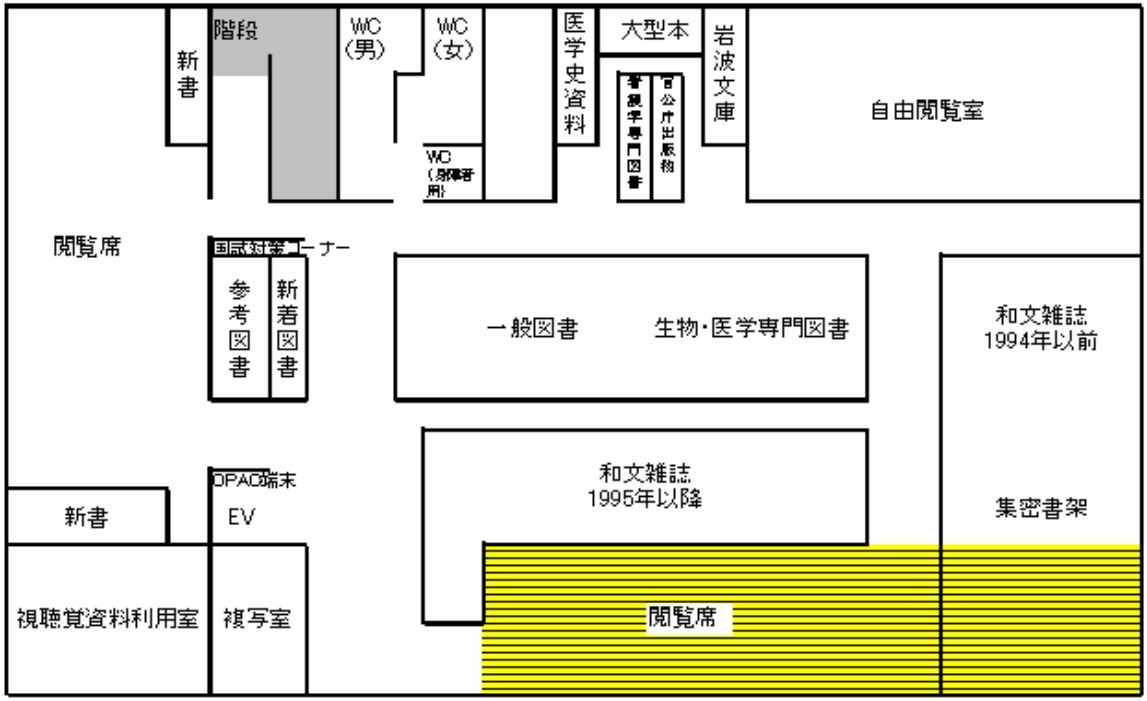 新書
階段
WC
(男)
WC
(女)
WC
(身障者
用)
医学史資料
大型本
看護学専門図書
官公庁出版物
岩波文庫
自由閲覧室
閲覧席
国試対策コーナー
参考図書
新着図書
一般図書
生物・医学専門図書
和文雑誌
1994年以前
OPAC端末
新書
EV
和文雑誌
1995年以降
集密書架
視聴覚資料利用室
複写室
閲覧席